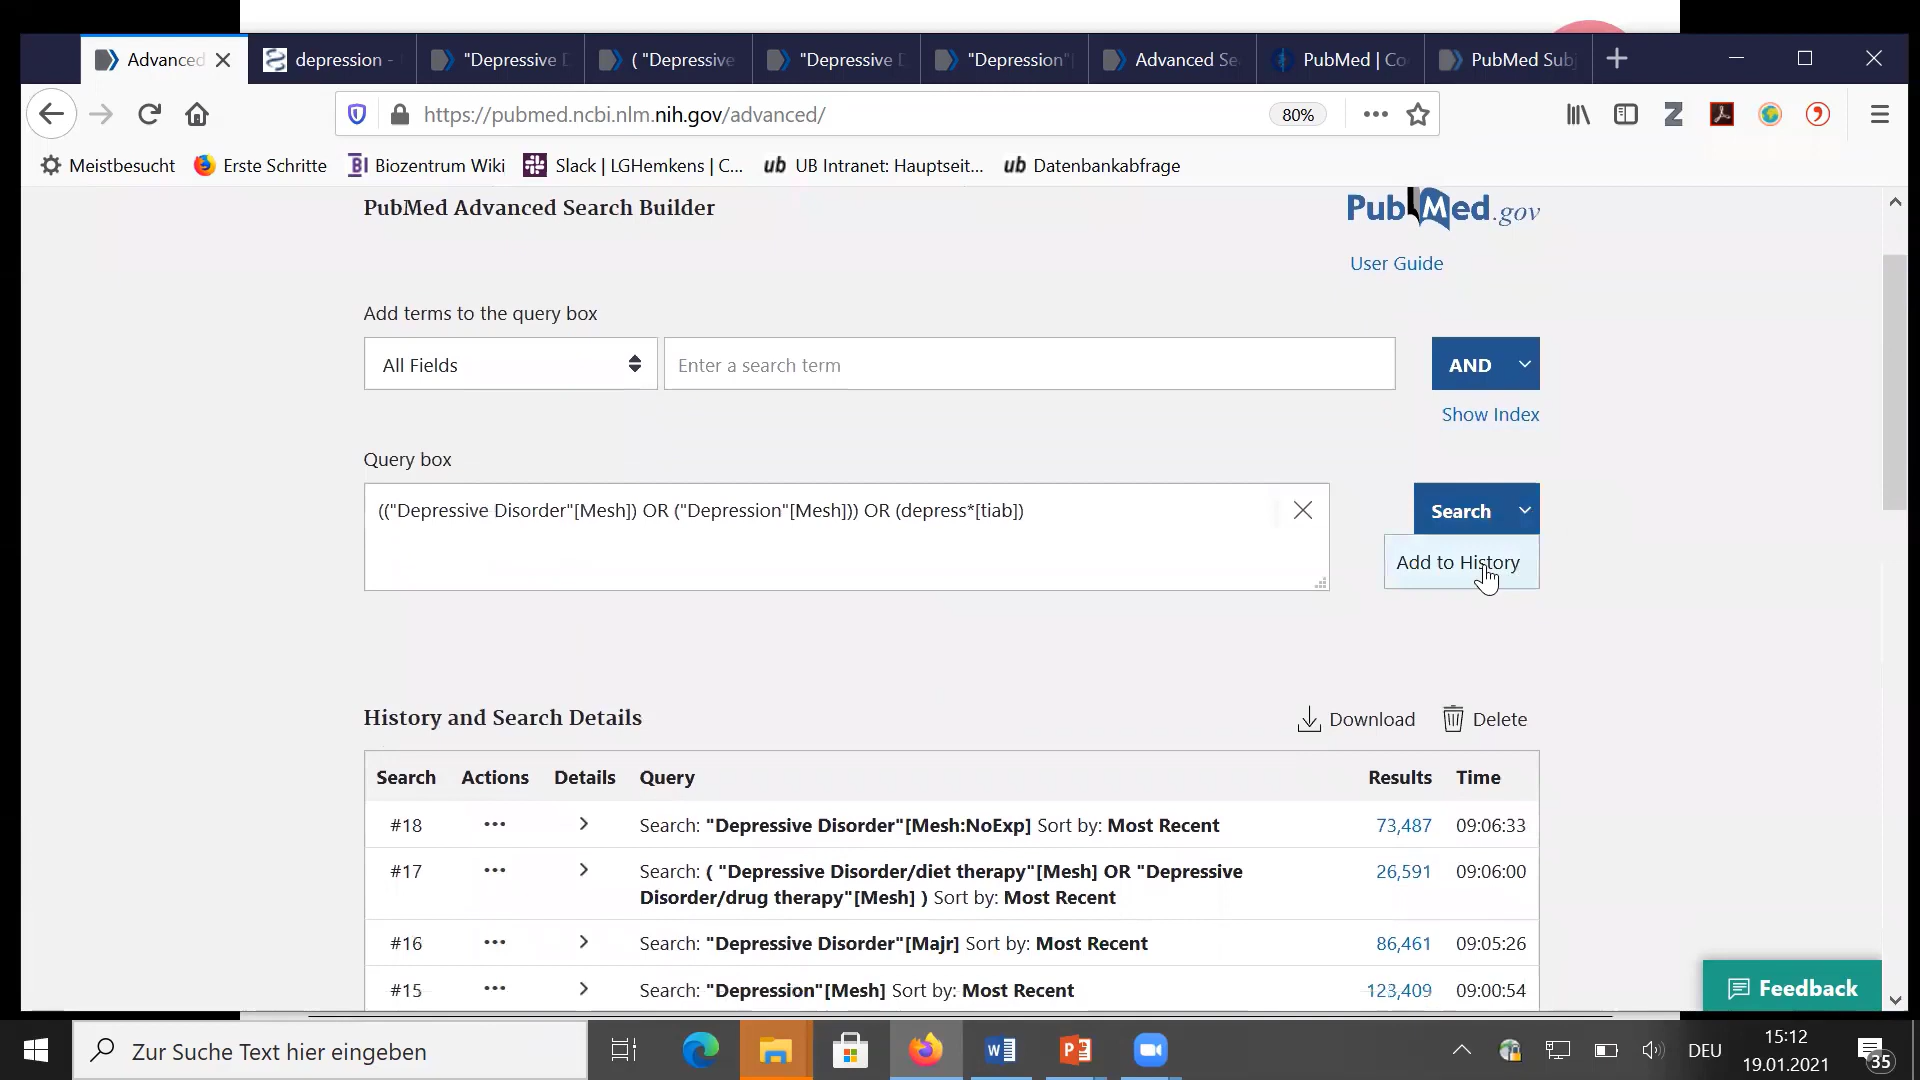 Advanced
depression -
"Depressive D
( "Depressive
"Depressive D
"Depression"[
Advanced Se
PubMed | Co
PubMed Subj
https://pubmed.ncbi.nlm.nih.gov/advanced/
80%
Meistbesucht
Erste Schritte
BI Biozentrum Wiki
Slack | LGHemkens | C...
ub UB Intranet: Hauptseit...
ub Datenbankabfrage
PubMed Advanced Search Builder
PubMed.gov
User Guide
Add terms to the query box
All Fields
Enter a search term
AND
Show Index
Query box
(("Depressive Disorder"[Mesh]) OR ("Depression"[Mesh])) OR (depress*[tiab])
Search
Add to History
History and Search Details
Download
Delete
Search Actions Details Query Results Time
#18 ••• Search: "Depressive Disorder"[Mesh:NoExp] Sort by: Most Recent 73,487 09:06:33
#17 ••• Search: ( "Depressive Disorder/diet therapy"[Mesh] OR "Depressive 26,591 09:06:00
Disorder/drug therapy"[Mesh] ) Sort by: Most Recent
#16 ••• Search: "Depressive Disorder"[Majr] Sort by: Most Recent 86,461 09:05:26
#15 ••• Search: "Depression"[Mesh] Sort by: Most Recent 123,409 09:00:54
Feedback
Zur Suche Text hier eingeben
DEU
15:12
19.01.2021
35